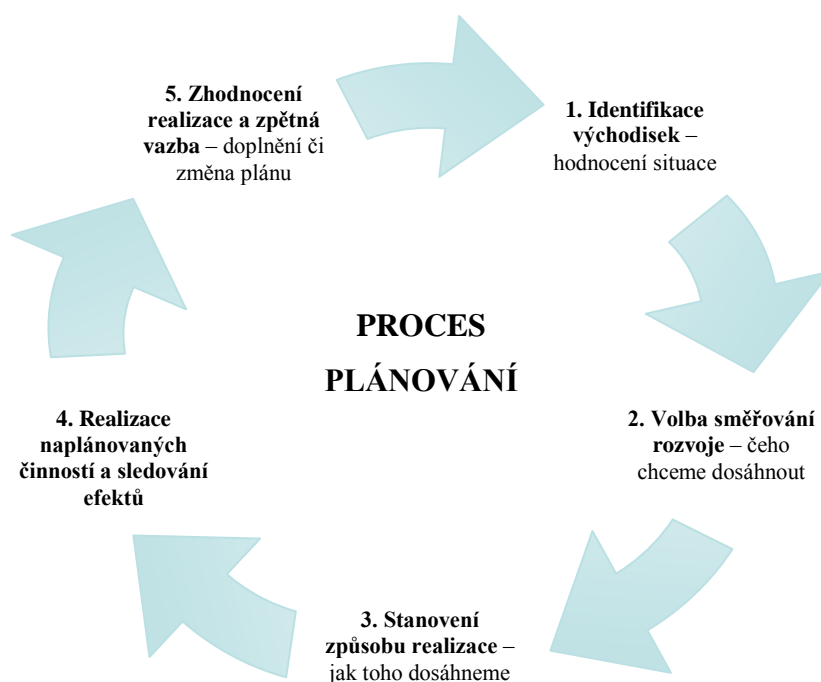 5. Zhodnocení
realizace a zpětná
vazba – doplnění či
změna plánu
1. Identifikace
východisek –
hodnocení situace
PROCES
PLÁNOVÁNÍ
4. Realizace
naplánovaných
činností a sledování
efektů
2. Volba směřování
rozvoje – čeho
chceme dosáhnout
3. Stanovení
způsobu realizace –
jak toho dosáhneme